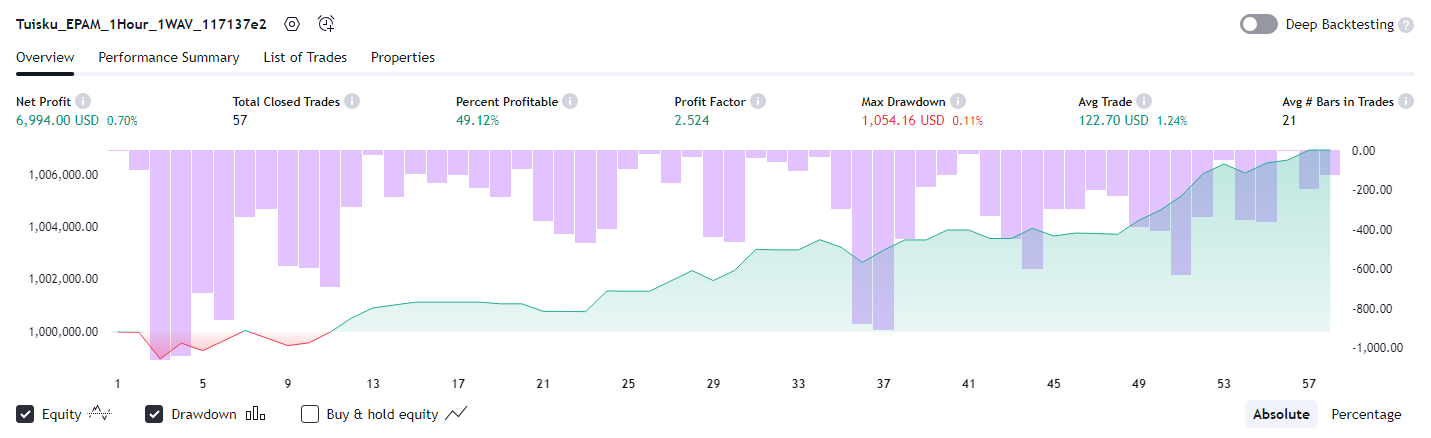 Tuisku_EPAM_1Hour_1WAV_117137e2 Deep Backtesting ?
Overview Performance Summary List of Trades Properties
Net Profit Total Closed Trades Percent Profitable Profit Factor Max Drawdown Avg Trade Avg # Bars in Trades
6,994.00 USD 0.70% 57 49.12% 2.524 1,054.16 USD 0.11% 122.70 USD 1.24% 21
0.00
1,006,000.00
-200.00
1,004,000.00 -400.00
-600.00
1,002,000.00
-800.00
1,000,000.00
-1,000.00
1 5 9 13 17 21 25 29 33 37 41 45 49 53 57
Equity Drawdown Buy & hold equity Absolute Percentage